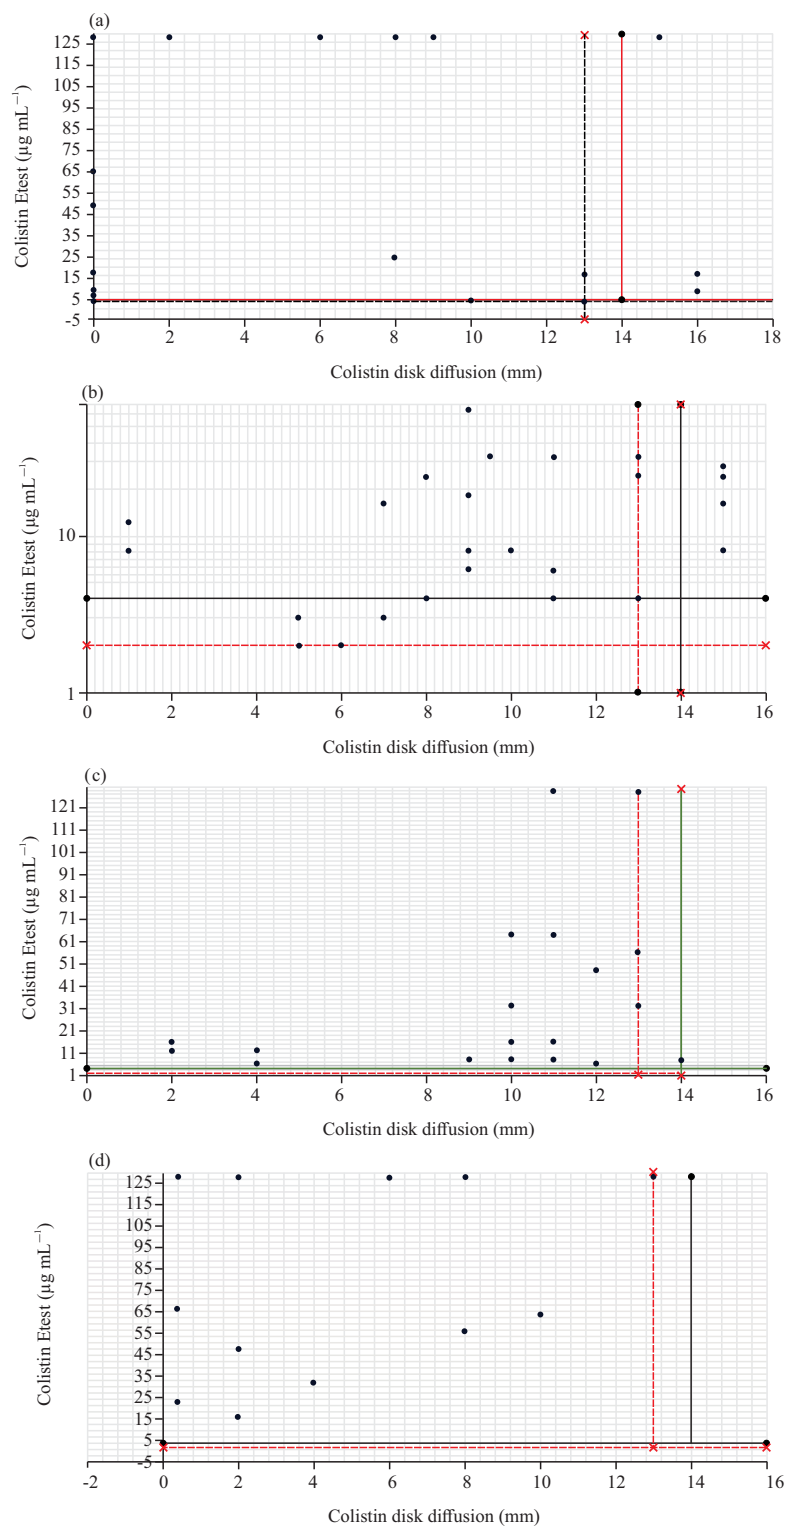 (a)
125
115
105
95
85
75
65
55
45
35
25
15
5
-5
Colistin Etest (µg mL⁻¹)
0 2 4 6 8 10 12 14 16 18
Colistin disk diffusion (mm)
(b)
10
1
Colistin Etest (µg mL⁻¹)
0 2 4 6 8 10 12 14 16
Colistin disk diffusion (mm)
(c)
121
111
101
91
81
71
61
51
41
31
21
11
1
Colistin Etest (µg mL⁻¹)
0 2 4 6 8 10 12 14 16
Colistin disk diffusion (mm)
(d)
125
115
105
95
85
75
65
55
45
35
25
15
5
-5
Colistin Etest (µg mL⁻¹)
-2 0 2 4 6 8 10 12 14 16
Colistin disk diffusion (mm)